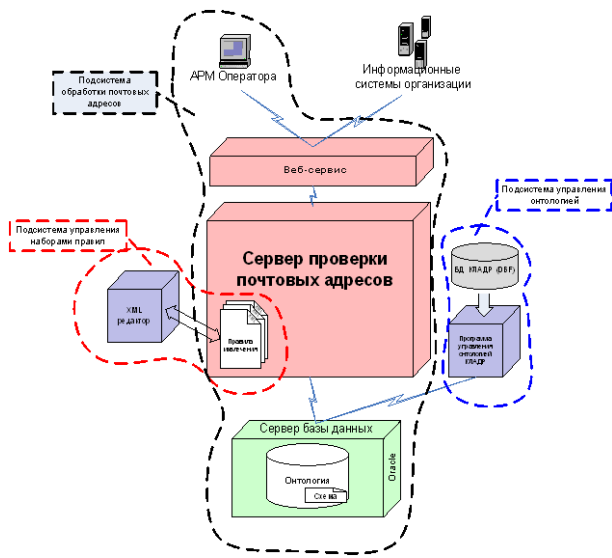 АРМ Оператора
Информационные
системы организации
Подсистема
обработки почтовых
адресов
Веб-сервис
Подсистема управления
онтологией
Подсистема управления
наборами правил
Сервер проверки
почтовых адресов
БД КЛАДР (DBF)
XML
редактор
Правила
извлечения
Программа
управления
онтологией
КЛАДР
Сервер базы данных
Oracle
Онтология
Схема